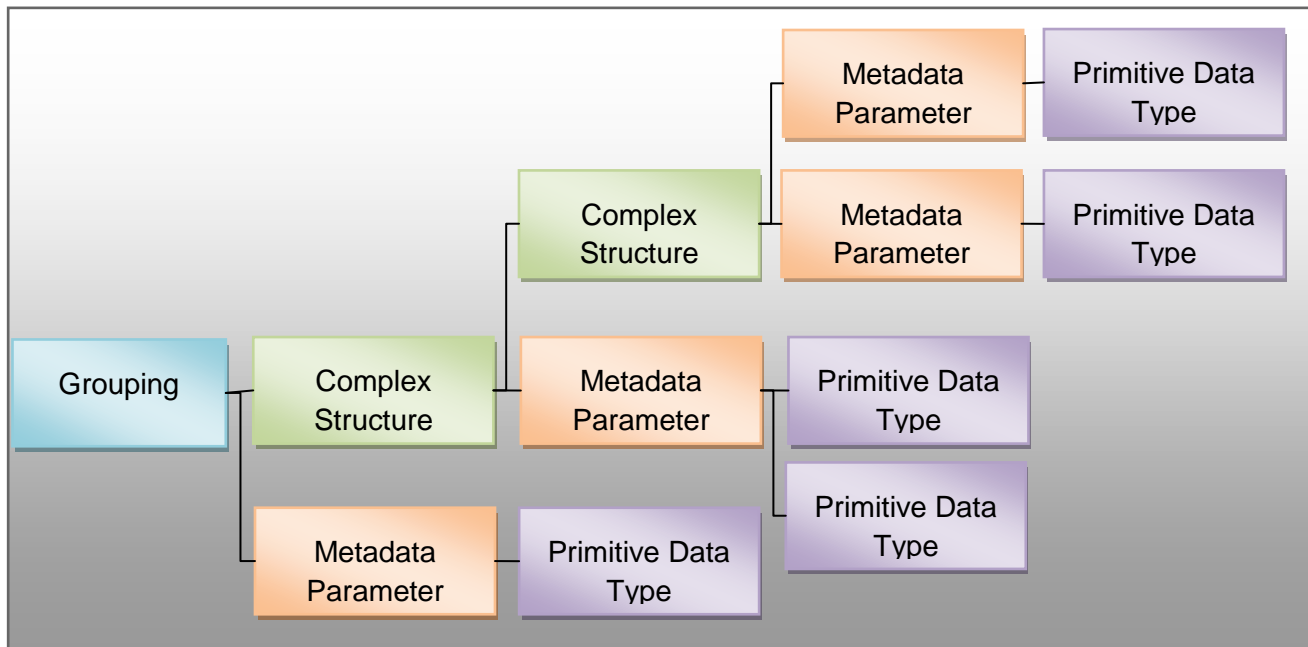 Metadata
Parameter
Primitive Data
Type
Complex
Structure
Metadata
Parameter
Primitive Data
Type
Grouping
Complex
Structure
Metadata
Parameter
Primitive Data
Type
Primitive Data
Type
Metadata
Parameter
Primitive Data
Type